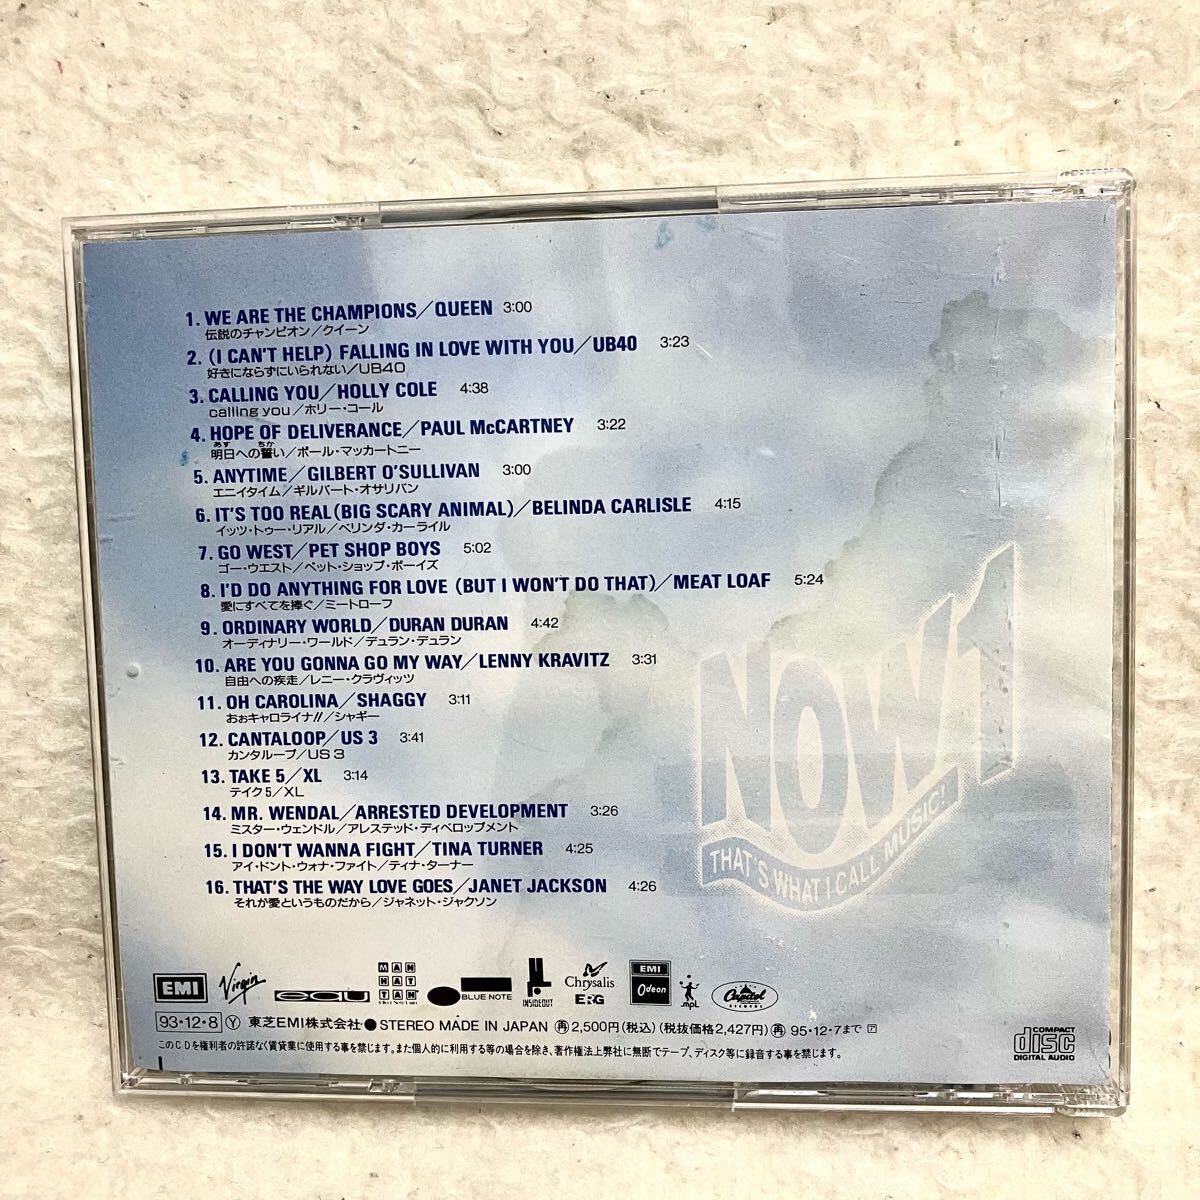 1. WE ARE THE CHAMPIONS／QUEEN 3:00
伝説のチャンピオン／クイーン
2. (I CAN'T HELP) FALLING IN LOVE WITH YOU／UB40 3:23
好きにならずにいられない／UB40
3. CALLING YOU／HOLLY COLE 4:38
calling you／ホリー・コール
4. HOPE OF DELIVERANCE／PAUL McCARTNEY 3:22
あす ちか
明日への誓い／ポール・マッカートニー
5. ANYTIME／GILBERT O'SULLIVAN 3:00
エニイタイム／ギルバート・オサリバン
6. IT'S TOO REAL(BIG SCARY ANIMAL)／BELINDA CARLISLE 4:15
イッツ・トゥー・リアル／ベリンダ・カーライル
7. GO WEST／PET SHOP BOYS 5:02
ゴー・ウエスト／ペット・ショップ・ボーイズ
8. I'D DO ANYTHING FOR LOVE (BUT I WON'T DO THAT)／MEAT LOAF 5:24
愛にすべてを捧ぐ／ミートローフ
9. ORDINARY WORLD／DURAN DURAN 4:42
オーディナリー・ワールド／デュラン・デュラン
10. ARE YOU GONNA GO MY WAY／LENNY KRAVITZ 3:31
自由への疾走／レニー・クラヴィッツ
11. OH CAROLINA／SHAGGY 3:11
おぉキャロライナ!!／シャギー
12. CANTALOOP／US 3 3:41
カンタループ／US 3
13. TAKE 5／XL 3:14
テイク5／XL
14. MR. WENDAL／ARRESTED DEVELOPMENT 3:26
ミスター・ウェンドル／アレステッド・ディベロップメント
15. I DON'T WANNA FIGHT／TINA TURNER 4:25
アイ・ドント・ウォナ・ファイト／ティナ・ターナー
16. THAT'S THE WAY LOVE GOES／JANET JACKSON 4:26
それが愛というものだから／ジャネット・ジャクソン
NOW 1
THAT'S WHAT I CALL MUSIC!
EMI Virgin eau MANHATTAN BLUE NOTE INSIDEOUT Chrysalis ERG EMI Odeon MPL Capitol RECORDS
93・12・8 Ⓨ 東芝EMI株式会社●STEREO MADE IN JAPAN ㊢2,500円(税込)(税抜価格2,427円)㊢95・12・7まで
このCDを権利者の許諾なく賃貸業に使用する事を禁じます。また個人的に利用する等の場合を除き、著作権法上弊社に無断でテープ、ディスク等に録音する事を禁じます。
COMPACT disc DIGITAL AUDIO